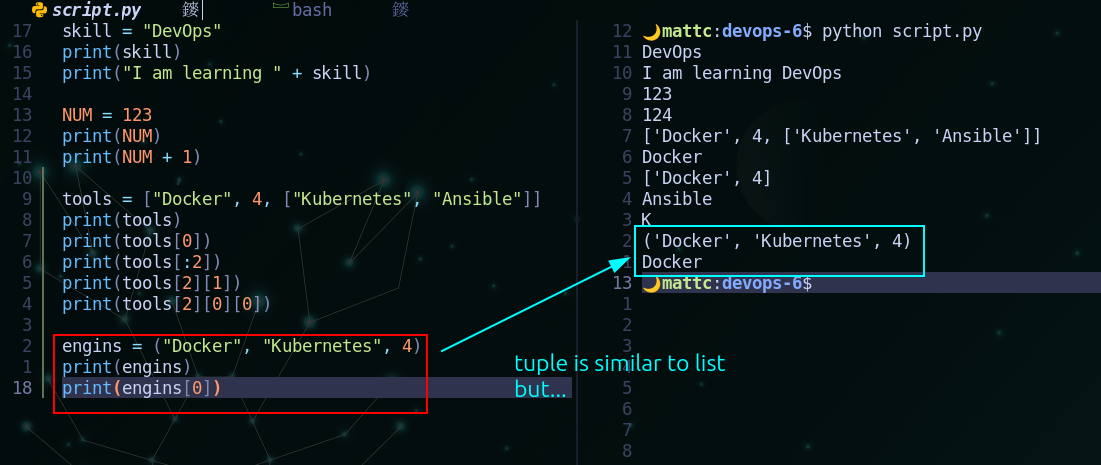 script.py 鑀 bash 鑀
17 skill = "DevOps"
16 print(skill)
15 print("I am learning " + skill)
14
13 NUM = 123
12 print(NUM)
11 print(NUM + 1)
10
9 tools = ["Docker", 4, ["Kubernetes", "Ansible"]]
8 print(tools)
7 print(tools[0])
6 print(tools[:2])
5 print(tools[2][1])
4 print(tools[2][0][0])
3
2 engins = ("Docker", "Kubernetes", 4)
1 print(engins)
18 print(engins[0])
12 mattc:devops-6$ python script.py
11 DevOps
10 I am learning DevOps
9 123
8 124
7 ['Docker', 4, ['Kubernetes', 'Ansible']]
6 Docker
5 ['Docker', 4]
4 Ansible
3 K
2 ('Docker', 'Kubernetes', 4)
1 Docker
13 mattc:devops-6$
1
2
3
4
5
6
7
8
tuple is similar to list
but...